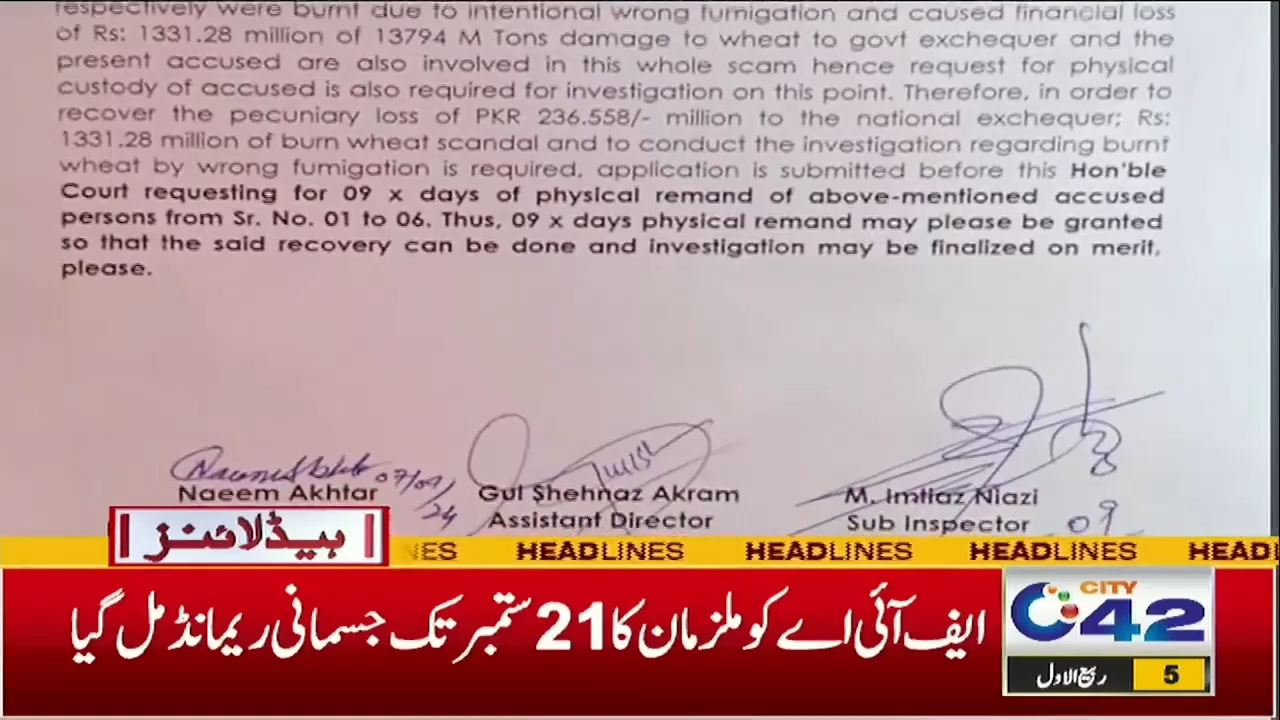 respectively were burnt due to intentional wrong fumigation and caused financial loss
of Rs: 1331.28 million of 13794 M Tons damage to wheat to govt exchequer and the
present accused are also involved in this whole scam hence request for physical
custody of accused is also required for investigation on this point. Therefore, in order to
recover the pecuniary loss of PKR 236.558/- million to the national exchequer; Rs:
1331.28 million of burn wheat scandal and to conduct the investigation regarding burnt
wheat by wrong fumigation is required, application is submitted before this Hon'ble
Court requesting for 09 x days of physical remand of above-mentioned accused
persons from Sr. No. 01 to 06. Thus, 09 x days physical remand may please be granted
so that the said recovery can be done and investigation may be finalized on merit,
please.
07/09/24
Naeem Akhtar Gul Shehnaz Akram M. Imtiaz Niazi
Assistant Director Sub Inspector 09
ہیڈلائنز
NES HEADLINES HEADLINES HEADLINES HEAD
ایف آئی اے کو ملزمان کا 21 ستمبر تک جسمانی ریمانڈ مل گیا
CITY
42
5 ربیع الاول